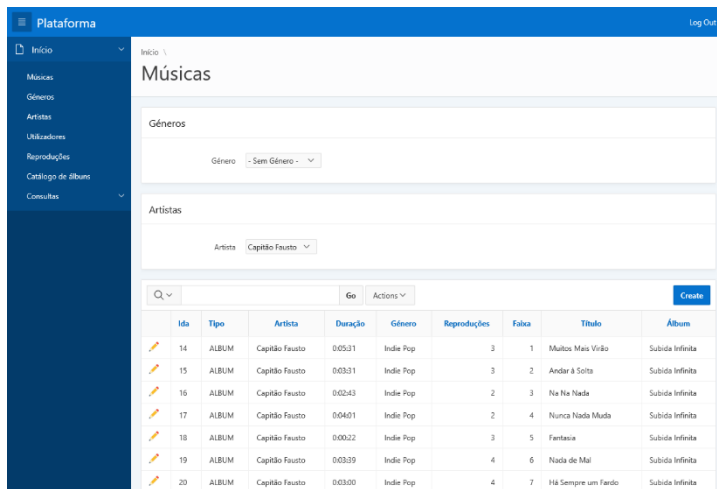 Plataforma
Log Out
Início
Músicas
Géneros
Artistas
Utilizadores
Reproduções
Catálogo de álbuns
Consultas
Início \
Músicas
Géneros
Género - Sem Género -
Artistas
Artista Capitão Fausto
Go Actions Create
Ida Tipo Artista Duração Género Reproduções Faixa Título Álbum
14 ALBUM Capitão Fausto 0:05:31 Indie Pop 3 1 Muitos Mais Virão Subida Infinita
15 ALBUM Capitão Fausto 0:03:31 Indie Pop 3 2 Andar à Solta Subida Infinita
16 ALBUM Capitão Fausto 0:02:43 Indie Pop 2 3 Na Na Nada Subida Infinita
17 ALBUM Capitão Fausto 0:04:01 Indie Pop 2 4 Nunca Nada Muda Subida Infinita
18 ALBUM Capitão Fausto 0:00:22 Indie Pop 3 5 Fantasia Subida Infinita
19 ALBUM Capitão Fausto 0:03:39 Indie Pop 4 6 Nada de Mal Subida Infinita
20 ALBUM Capitão Fausto 0:03:00 Indie Pop 4 7 Há Sempre um Fardo Subida Infinita